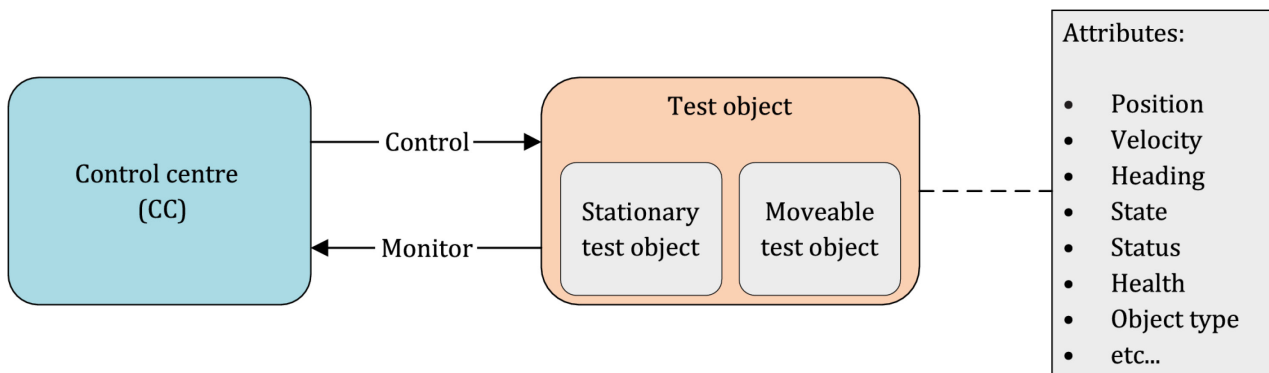 Control centre
(CC)
Control
Monitor
Test object
Stationary
test object
Moveable
test object
Attributes:
• Position
• Velocity
• Heading
• State
• Status
• Health
• Object type
• etc...